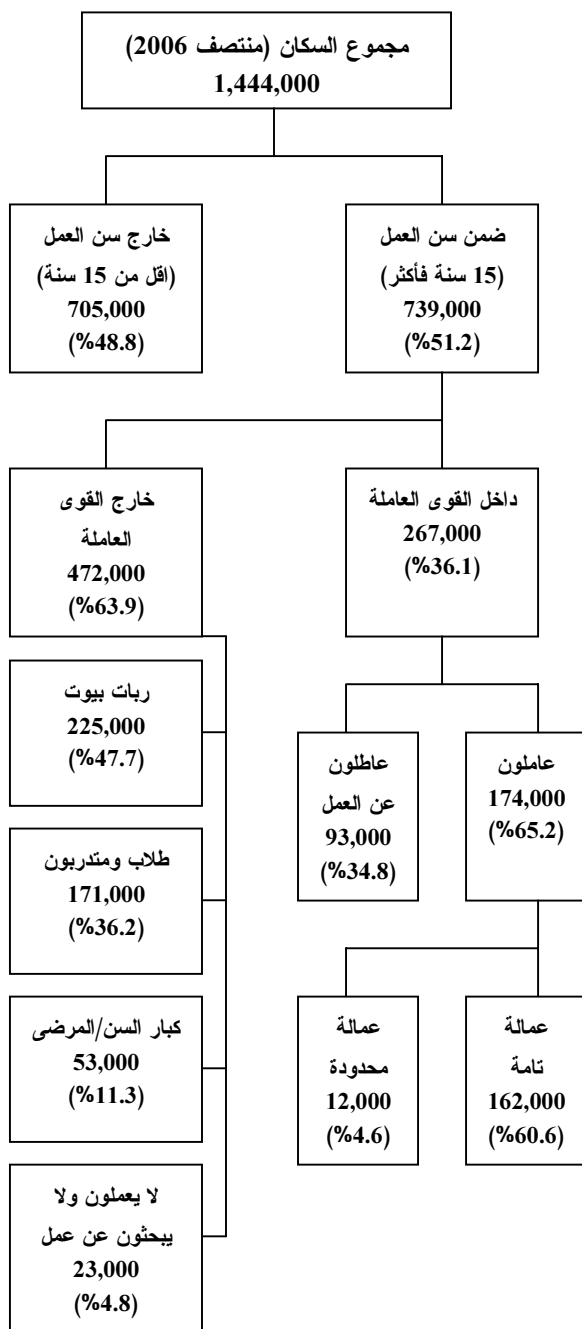 مجموع السكان (منتصف 2006)
1,444,000
ضمن سن العمل
(15 سنة فأكثر)
739,000
(%51.2)
خارج سن العمل
(اقل من 15 سنة)
705,000
(%48.8)
داخل القوى العاملة
267,000
(%36.1)
خارج القوى
العاملة
472,000
(%63.9)
عاملون
174,000
(%65.2)
عاطلون
عن العمل
93,000
(%34.8)
عمالة
تامة
162,000
(%60.6)
عمالة
محدودة
12,000
(%4.6)
ربات بيوت
225,000
(%47.7)
طلاب ومتدربون
171,000
(%36.2)
كبار السن/المرضى
53,000
(%11.3)
لا يعملون ولا
يبحثون عن عمل
23,000
(%4.8)